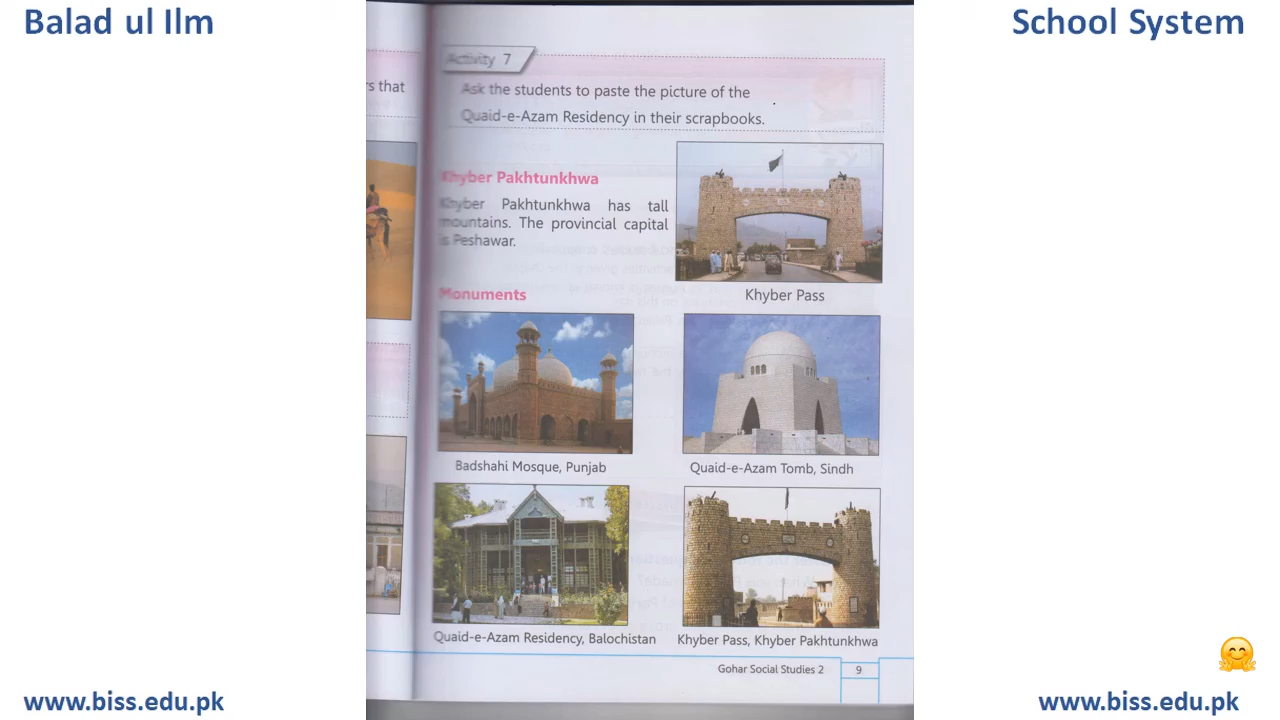 Balad ul Ilm
School System
rs that
Activity 7
Ask the students to paste the picture of the
Quaid-e-Azam Residency in their scrapbooks.
Khyber Pakhtunkhwa
Khyber Pakhtunkhwa has tall
mountains. The provincial capital
is Peshawar.
Khyber Pass
Monuments
Badshahi Mosque, Punjab
Quaid-e-Azam Tomb, Sindh
Quaid-e-Azam Residency, Balochistan
Khyber Pass, Khyber Pakhtunkhwa
Gohar Social Studies 2
9
www.biss.edu.pk
www.biss.edu.pk